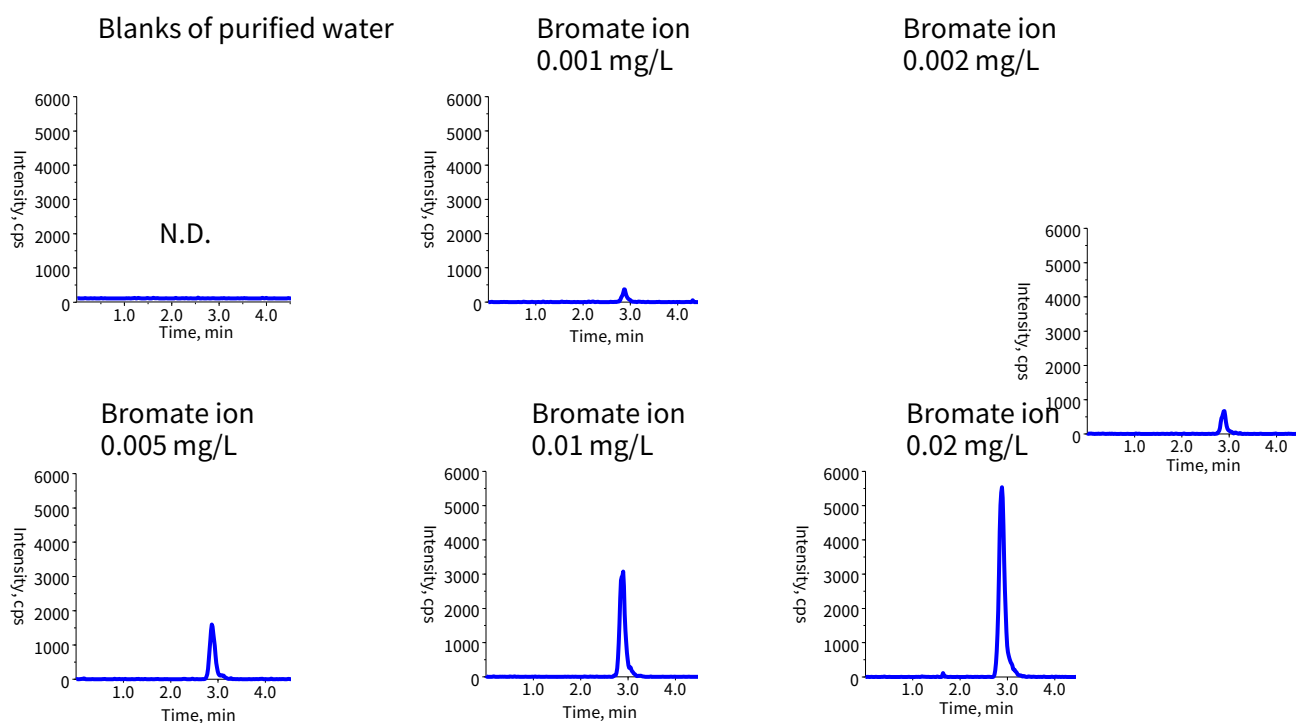 Blanks of purified water
6000
5000
4000
3000
2000
1000
0
Intensity, cps
N.D.
1.0 2.0 3.0 4.0
Time, min
Bromate ion
0.001 mg/L
6000
5000
4000
3000
2000
1000
0
Intensity, cps
1.0 2.0 3.0 4.0
Time, min
Bromate ion
0.002 mg/L
6000
5000
4000
3000
2000
1000
0
Intensity, cps
1.0 2.0 3.0 4.0
Time, min
Bromate ion
0.005 mg/L
6000
5000
4000
3000
2000
1000
0
Intensity, cps
1.0 2.0 3.0 4.0
Time, min
Bromate ion
0.01 mg/L
6000
5000
4000
3000
2000
1000
0
Intensity, cps
1.0 2.0 3.0 4.0
Time, min
Bromate ion
0.02 mg/L
6000
5000
4000
3000
2000
1000
0
Intensity, cps
1.0 2.0 3.0 4.0
Time, min